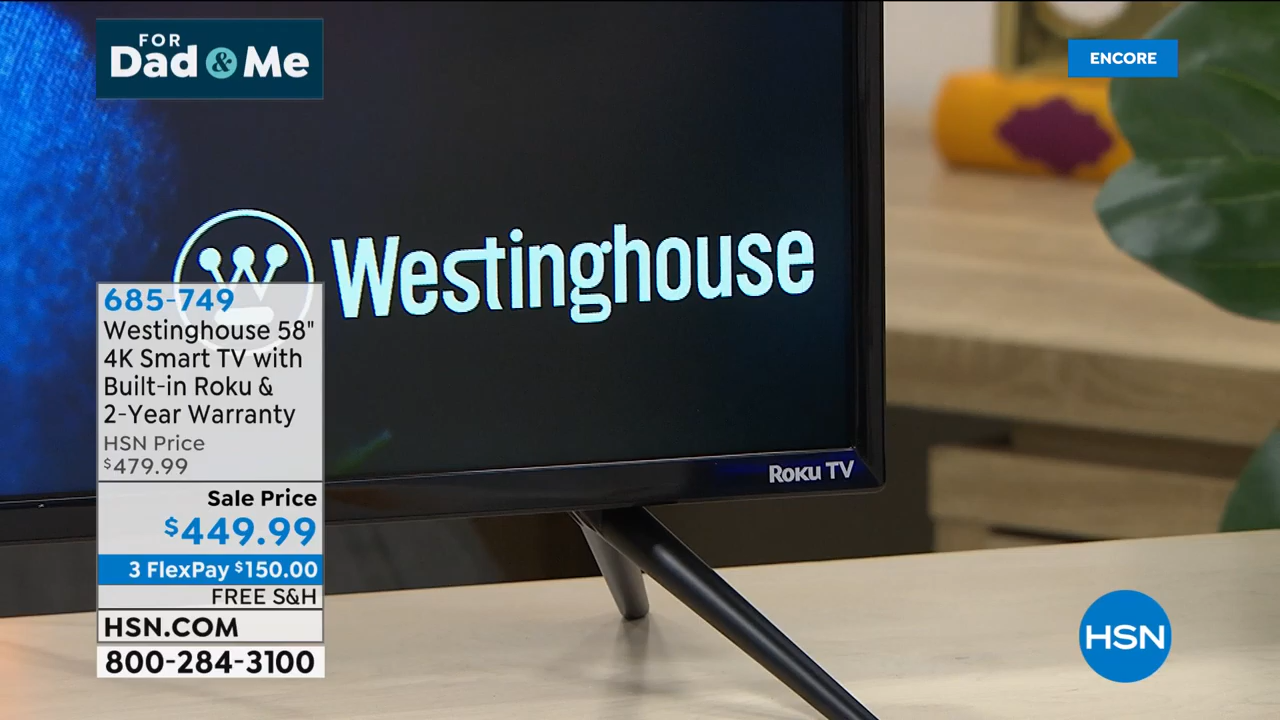 FOR
Dad & Me
ENCORE
Westinghouse
685-749
Westinghouse 58"
4K Smart TV with
Built-in Roku &
2-Year Warranty
HSN Price
$479.99
Sale Price
$449.99
3 FlexPay $150.00
FREE S&H
HSN.COM
800-284-3100
ROKU TV
HSN